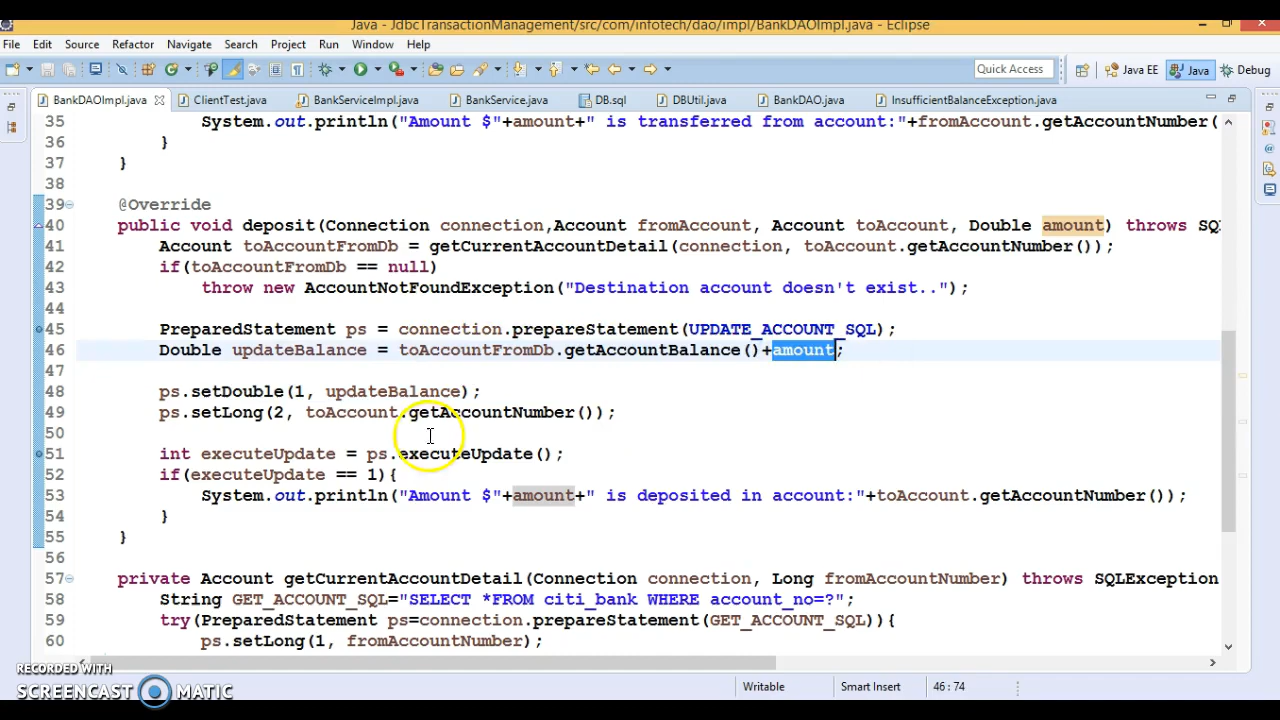 Java - JdbcTransactionManagement/src/com/infotech/dao/impl/BankDAOImpl.java - Eclipse
File Edit Source Refactor Navigate Search Project Run Window Help
Quick Access Java EE Java Debug
BankDAOImpl.java ClientTest.java BankServiceImpl.java BankService.java DB.sql DBUtil.java BankDAO.java InsufficientBalanceException.java
35 System.out.println("Amount $"+amount+" is transferred from account:"+fromAccount.getAccountNumber(
36 }
37 }
38
39 @Override
40 public void deposit(Connection connection,Account fromAccount, Account toAccount, Double amount) throws SQ
41 Account toAccountFromDb = getCurrentAccountDetail(connection, toAccount.getAccountNumber());
42 if(toAccountFromDb == null)
43 throw new AccountNotFoundException("Destination account doesn't exist..");
44
45 PreparedStatement ps = connection.prepareStatement(UPDATE_ACCOUNT_SQL);
46 Double updateBalance = toAccountFromDb.getAccountBalance()+amount;
47
48 ps.setDouble(1, updateBalance);
49 ps.setLong(2, toAccount.getAccountNumber());
50
51 int executeUpdate = ps.executeUpdate();
52 if(executeUpdate == 1){
53 System.out.println("Amount $"+amount+" is deposited in account:"+toAccount.getAccountNumber());
54 }
55 }
56
57 private Account getCurrentAccountDetail(Connection connection, Long fromAccountNumber) throws SQLException
58 String GET_ACCOUNT_SQL="SELECT *FROM citi_bank WHERE account_no=?";
59 try(PreparedStatement ps=connection.prepareStatement(GET_ACCOUNT_SQL)){
60 ps.setLong(1, fromAccountNumber);
RECORDED WITH
SCREENCAST MATIC
Writable Smart Insert 46 : 74